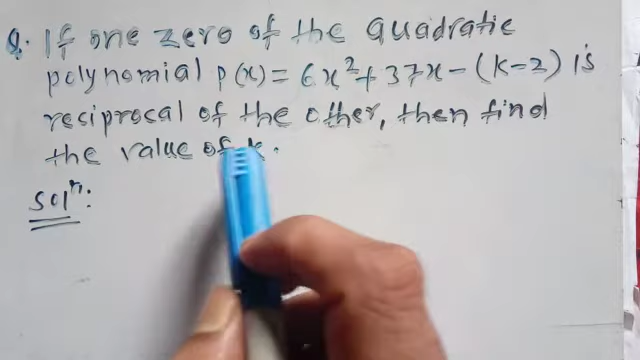 Q. If one zero of the quadratic
polynomial p(x) = 6x²+37x-(k-2) is
reciprocal of the other, then find
the value of k.
Solⁿ: